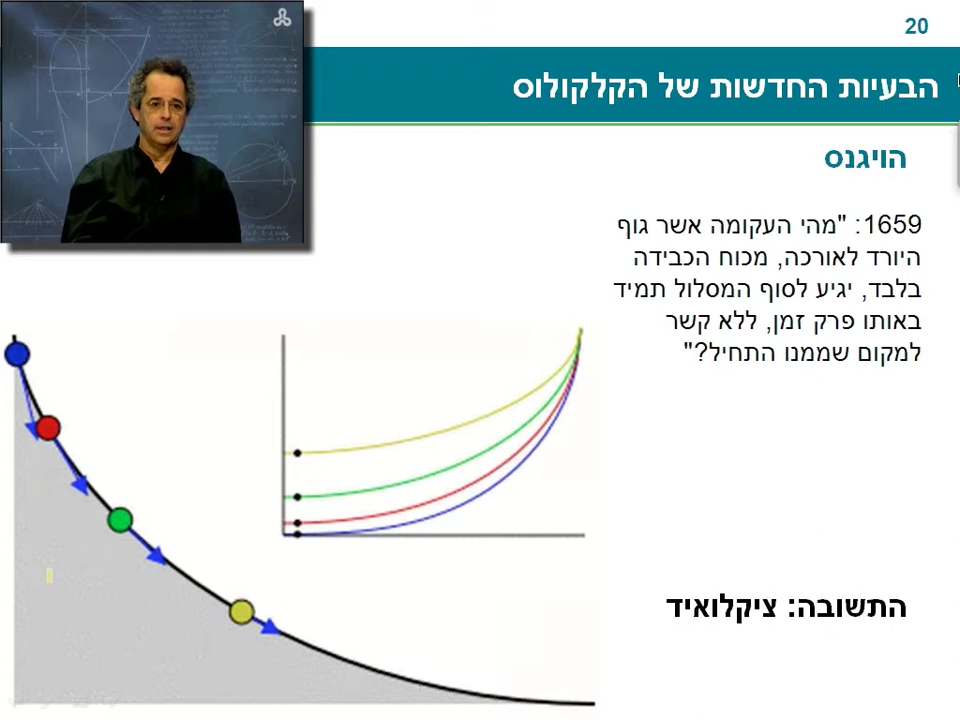 20
הבעיות החדשות של הקלקולוס
הויגנס
1659: "מהי העקומה אשר גוף
היורד לאורכה, מכוח הכבידה
בלבד, יגיע לסוף המסלול תמיד
באותו פרק זמן, ללא קשר
למקום שממנו התחיל?"
התשובה: ציקלואיד